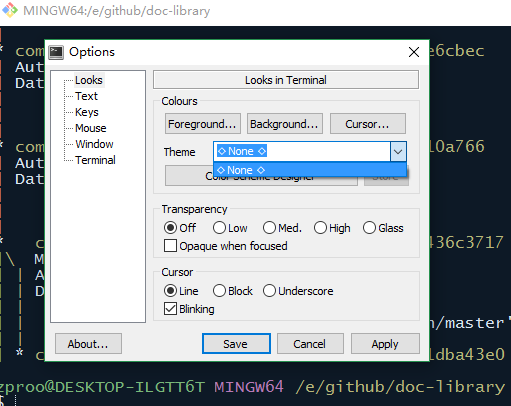 MINGW64:/e/github/doc-library
* com
e6cbec
Aut
Dat
* com
10a766
Aut
Dat
* c
436c3717
|\ M
| | A
| | D
n/master'
| * c
1dba43e0
zproo@DESKTOP-ILGTT6T MINGW64 /e/github/doc-library
$
Options
Looks
Text
Keys
Mouse
Window
Terminal
Looks in Terminal
Colours
Foreground...
Background...
Cursor...
Theme
◇ None ◇
◇ None ◇
Color Scheme Designer
Store
Transparency
Off
Low
Med.
High
Glass
Opaque when focused
Cursor
Line
Block
Underscore
Blinking
About...
Save
Cancel
Apply